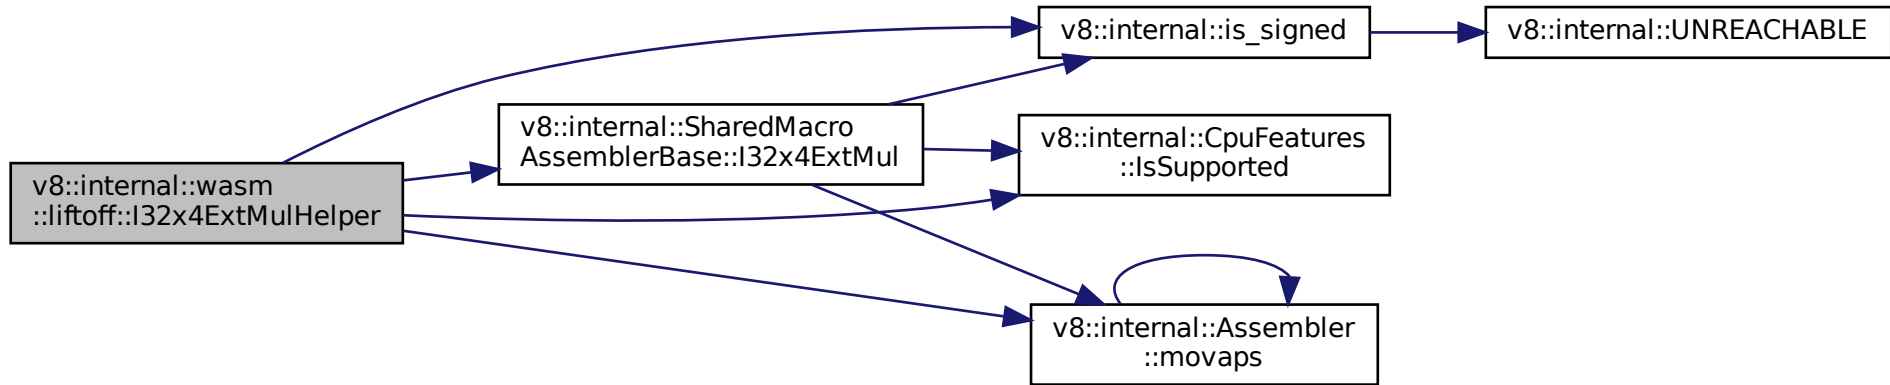 v8::internal::is_signed
v8::internal::UNREACHABLE
v8::internal::SharedMacro
AssemblerBase::I32x4ExtMul
v8::internal::CpuFeatures
::IsSupported
v8::internal::wasm
::liftoff::I32x4ExtMulHelper
v8::internal::Assembler
::movaps